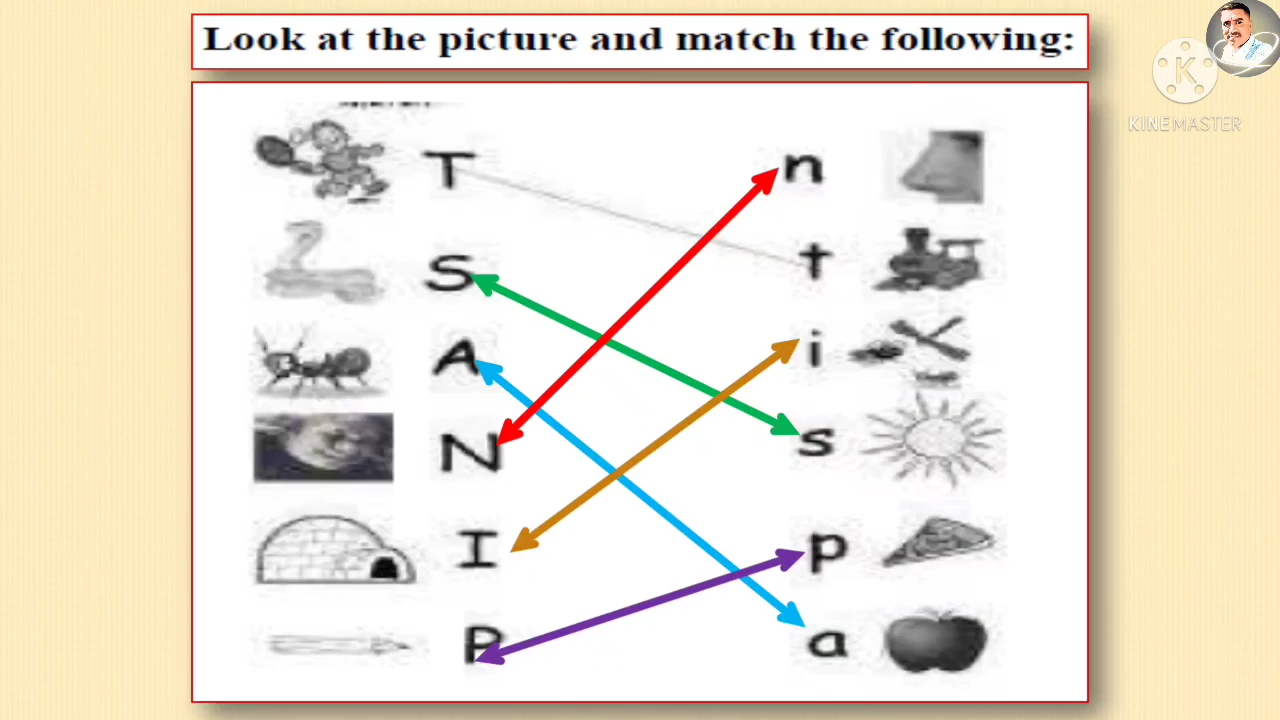 Look at the picture and match the following:
K
KINEMASTER
T n
S t
A i
N s
I p
P a